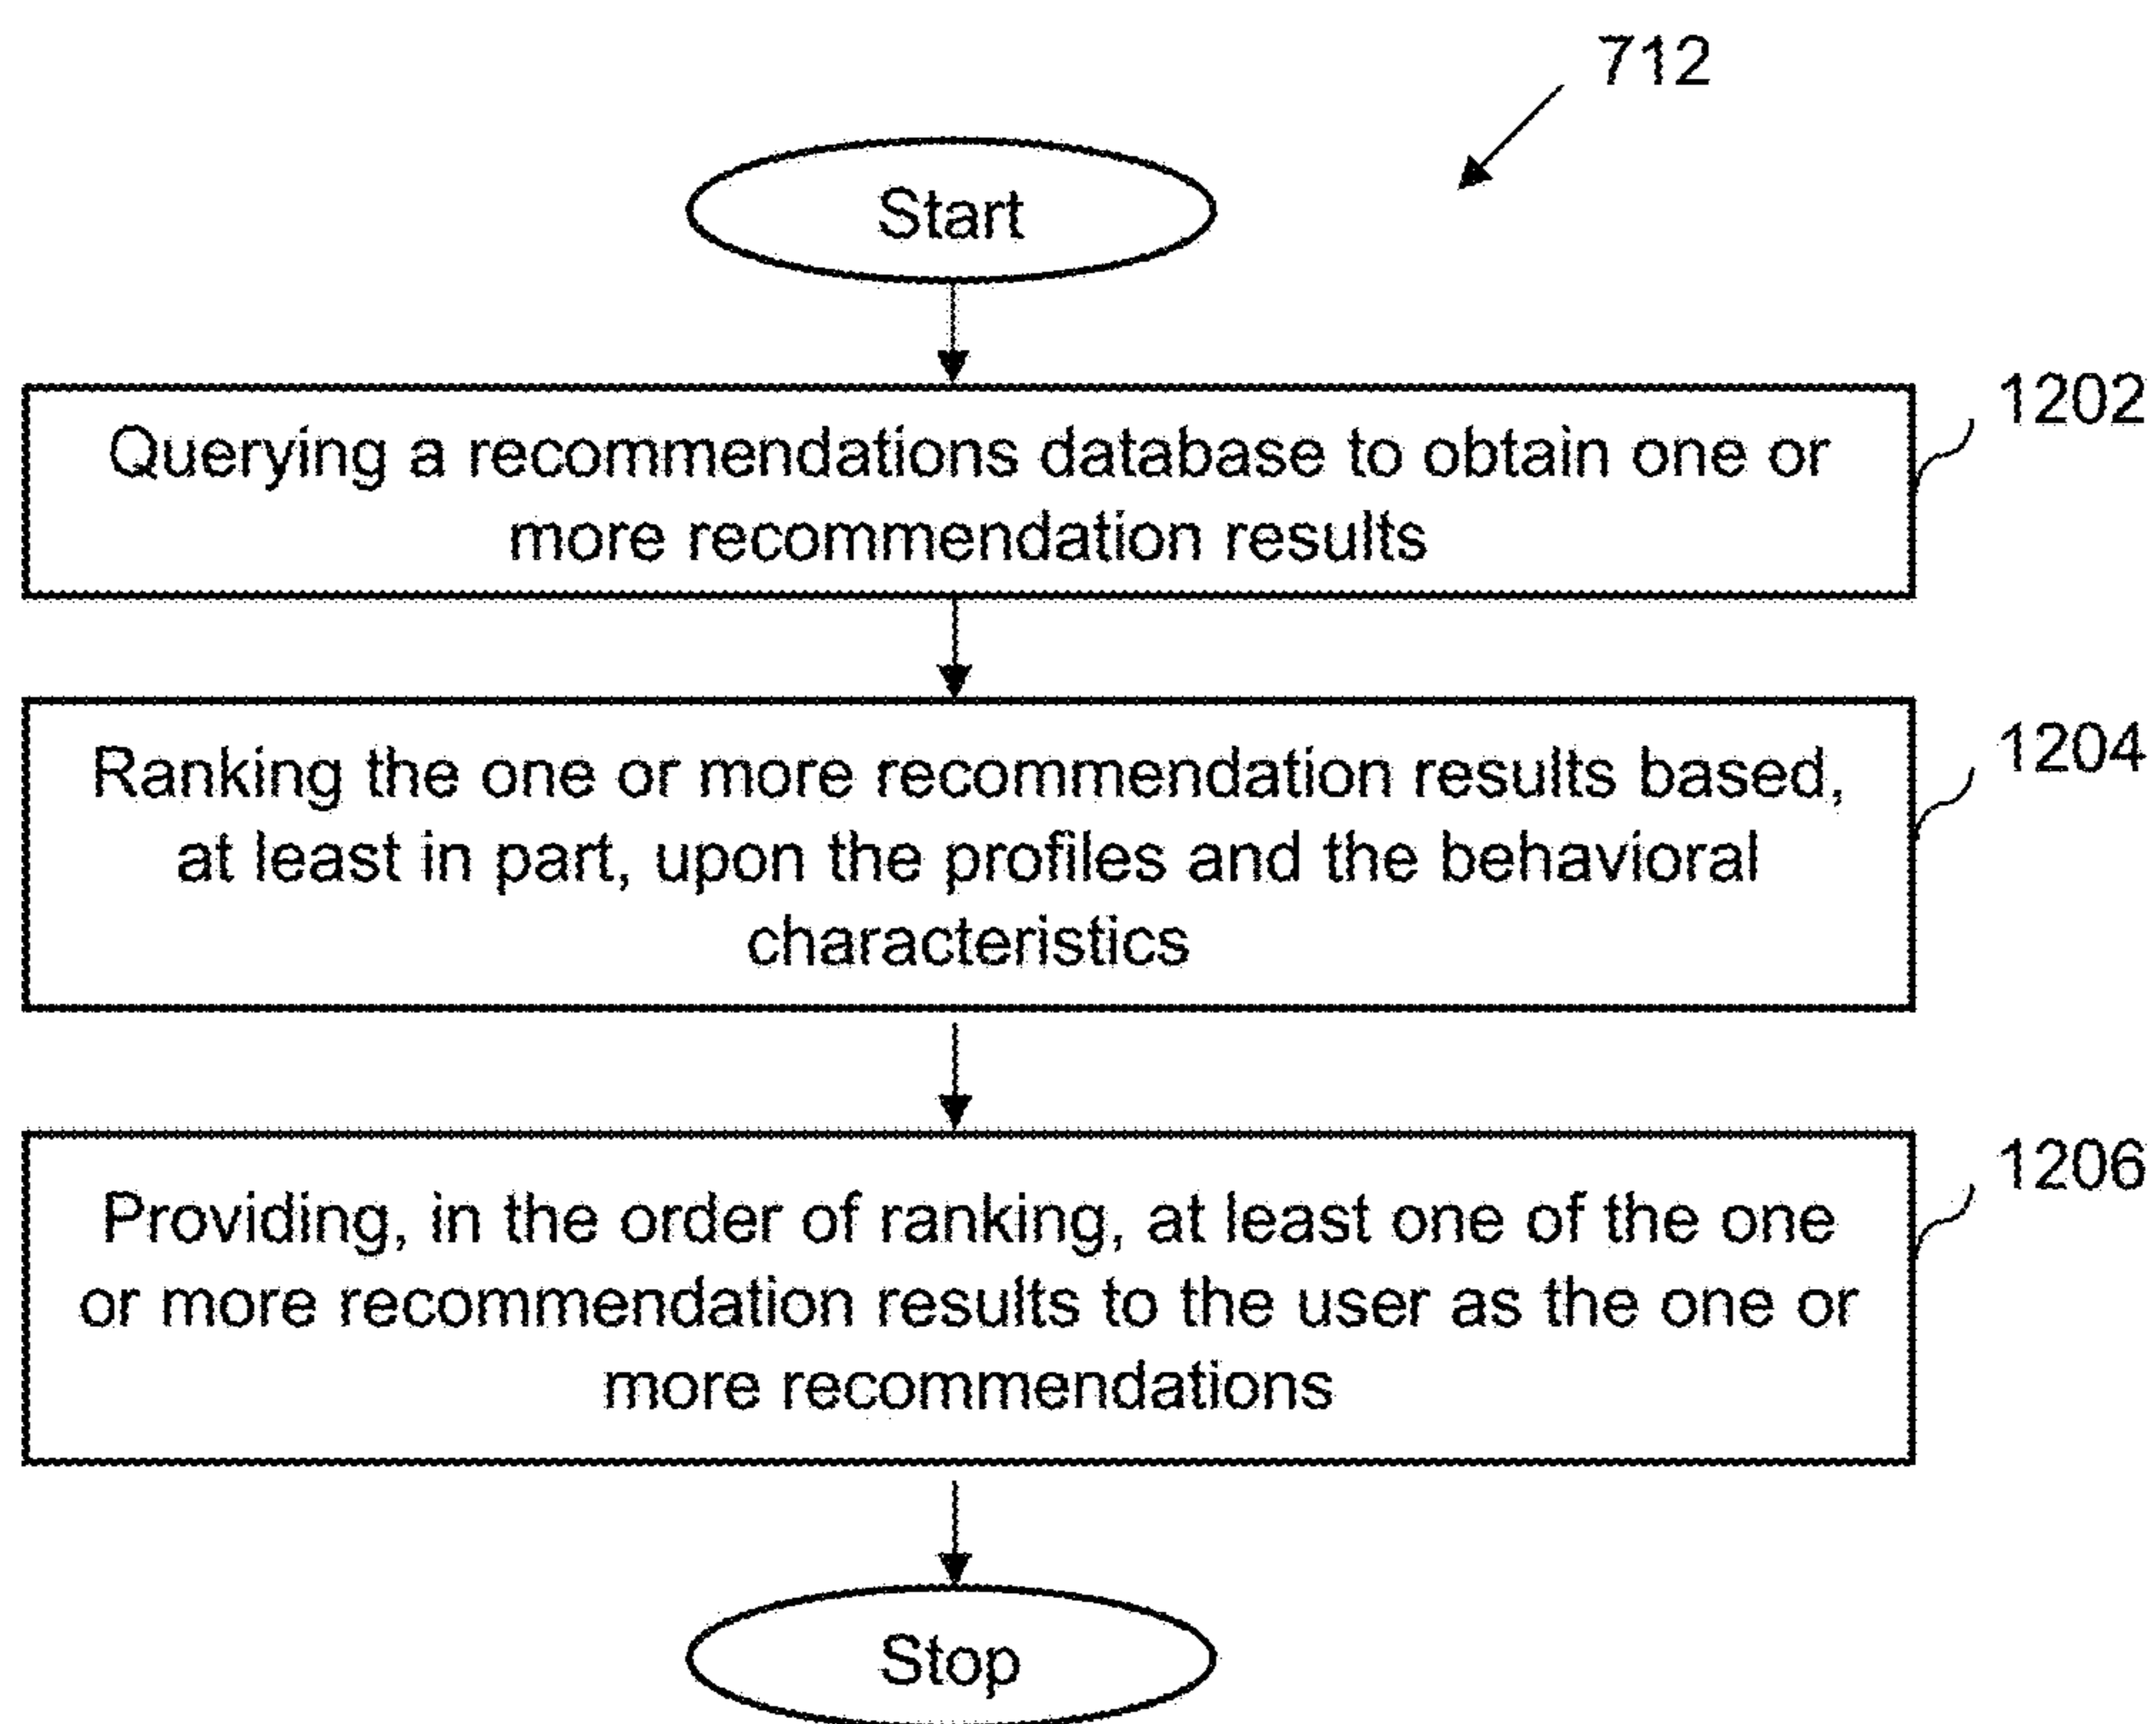 712
Start
1202
Querying a recommendations database to obtain one or
more recommendation results
1204
Ranking the one or more recommendation results based,
at least in part, upon the profiles and the behavioral
characteristics
1206
Providing, in the order of ranking, at least one of the one
or more recommendation results to the user as the one or
more recommendations
Stop